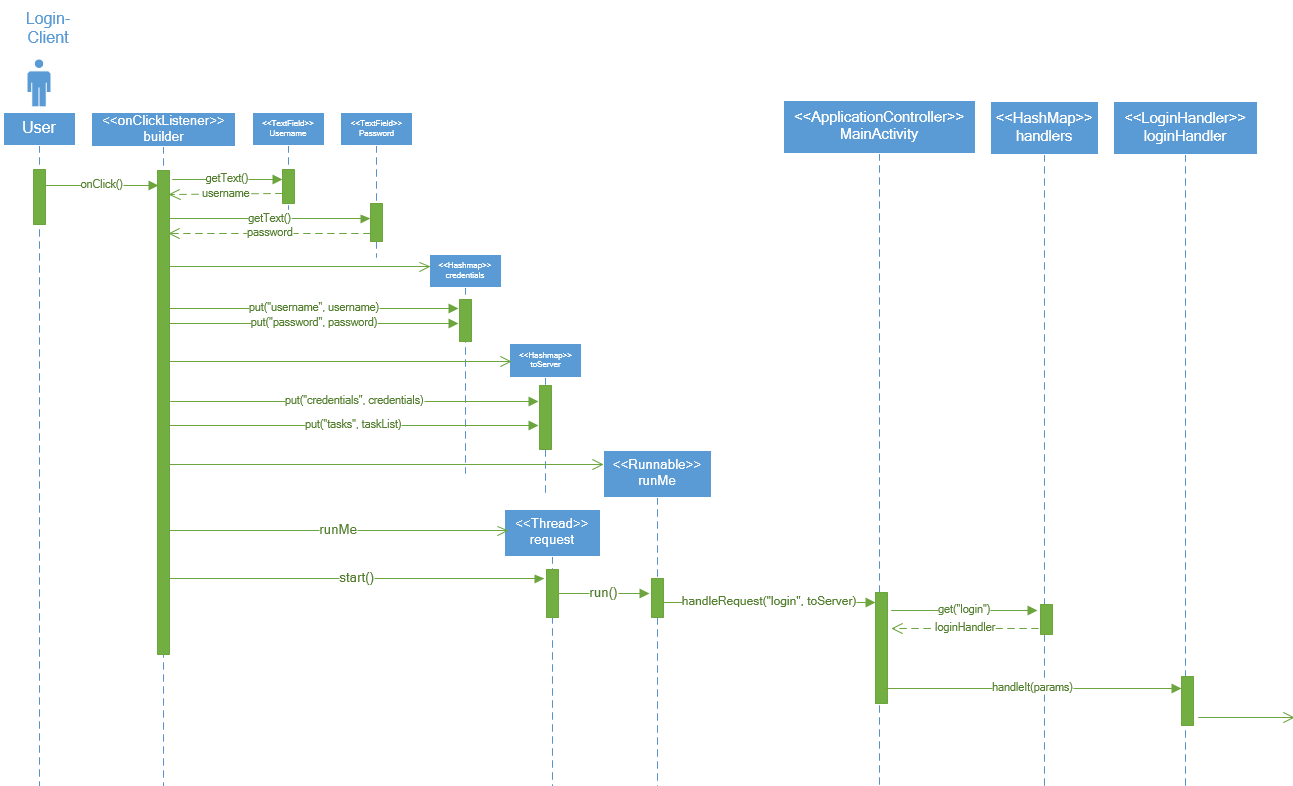 Login-
Client
User
<<onClickListener>>
builder
<<TextField>>
Username
<<TextField>>
Password
<<ApplicationController>>
MainActivity
<<HashMap>>
handlers
<<LoginHandler>>
loginHandler
onClick()
getText()
username
getText()
password
<<Hashmap>>
credentials
put("username", username)
put("password", password)
<<Hashmap>>
toServer
put("credentials", credentials)
put("tasks", taskList)
<<Runnable>>
runMe
runMe
<<Thread>>
request
start()
run()
handleRequest("login", toServer)
get("login")
loginHandler
handleIt(params)